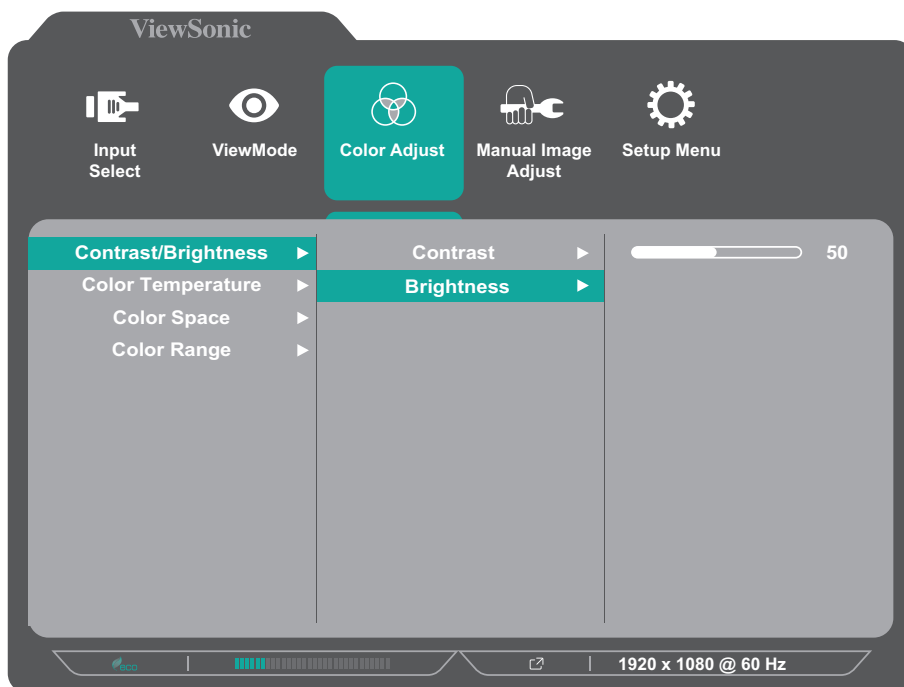 ViewSonic
Input
Select
ViewMode
Color Adjust
Manual Image
Adjust
Setup Menu
Contrast/Brightness
Color Temperature
Color Space
Color Range
Contrast
Brightness
50
eco
1920 x 1080 @ 60 Hz